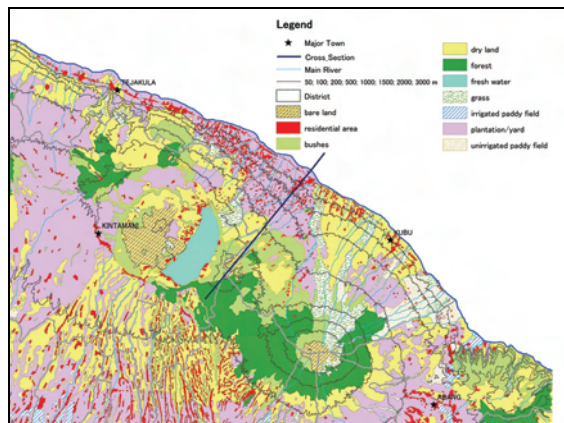 Legend
Major Town
Cross_Section
Main River
50; 100; 200; 500; 1000; 1500; 2000; 3000 m
District
bare land
residential area
bushes
dry land
forest
fresh water
grass
irrigated paddy field
plantation/yard
unirrigated paddy field
TEJAKULA
KINTAMANI
KUBU
ABANG